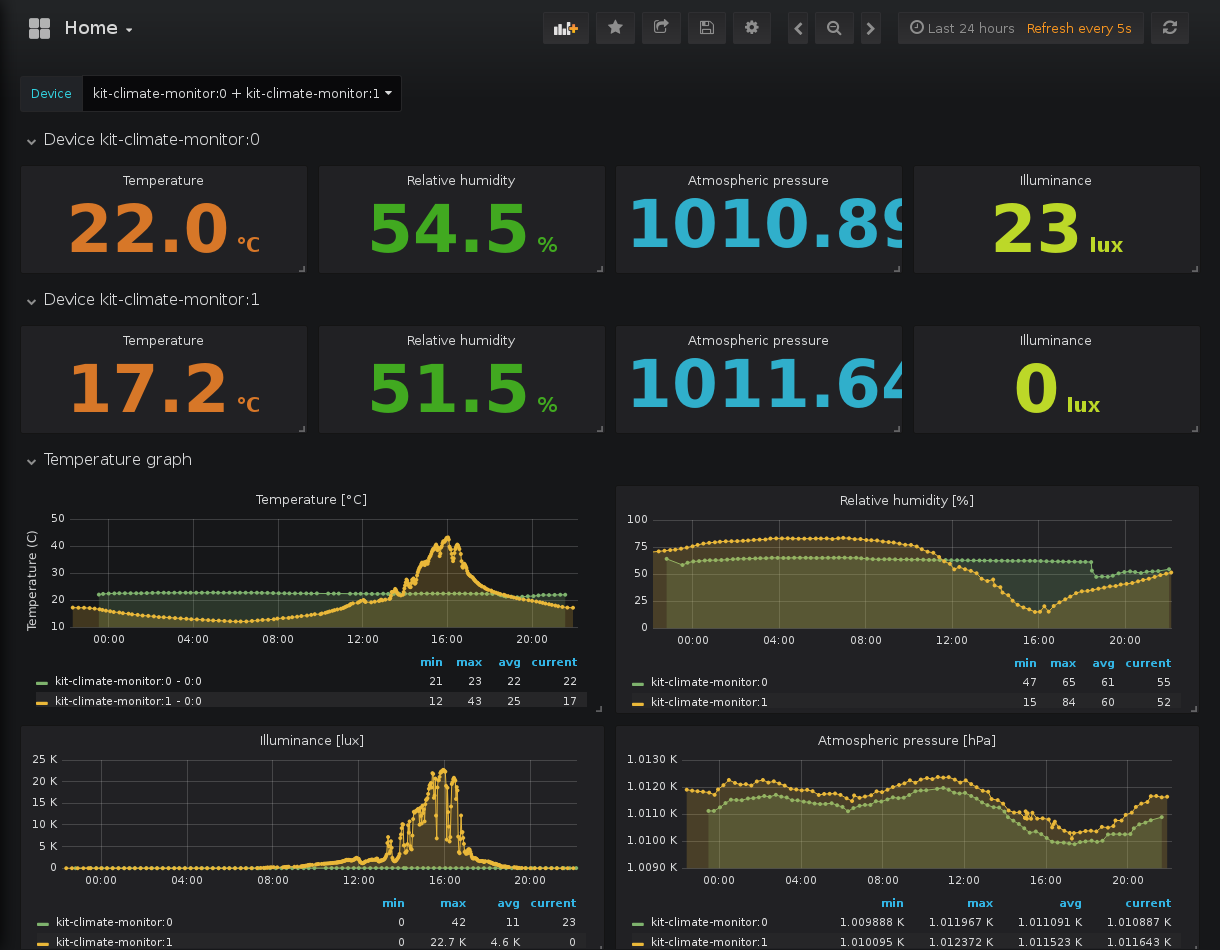 Home
Last 24 hours Refresh every 5s
Device kit-climate-monitor:0 + kit-climate-monitor:1
Device kit-climate-monitor:0
Temperature Relative humidity Atmospheric pressure Illuminance
22.0 °C 54.5 % 1010.89 23 lux
Device kit-climate-monitor:1
Temperature Relative humidity Atmospheric pressure Illuminance
17.2 °C 51.5 % 1011.64 0 lux
Temperature graph
Temperature [°C]
Temperature (C)
50
40
30
20
10
00:00 04:00 08:00 12:00 16:00 20:00
min max avg current
kit-climate-monitor:0 - 0:0 21 23 22 22
kit-climate-monitor:1 - 0:0 12 43 25 17
Relative humidity [%]
100
75
50
25
0
00:00 04:00 08:00 12:00 16:00 20:00
min max avg current
kit-climate-monitor:0 47 65 61 55
kit-climate-monitor:1 15 84 60 52
Illuminance [lux]
25 K
20 K
15 K
10 K
5 K
0
00:00 04:00 08:00 12:00 16:00 20:00
min max avg current
kit-climate-monitor:0 0 42 11 23
kit-climate-monitor:1 0 22.7 K 4.6 K 0
Atmospheric pressure [hPa]
1.0130 K
1.0120 K
1.0110 K
1.0100 K
1.0090 K
00:00 04:00 08:00 12:00 16:00 20:00
min max avg current
kit-climate-monitor:0 1.009888 K 1.011967 K 1.011091 K 1.010887 K
kit-climate-monitor:1 1.010095 K 1.012372 K 1.011523 K 1.011643 K